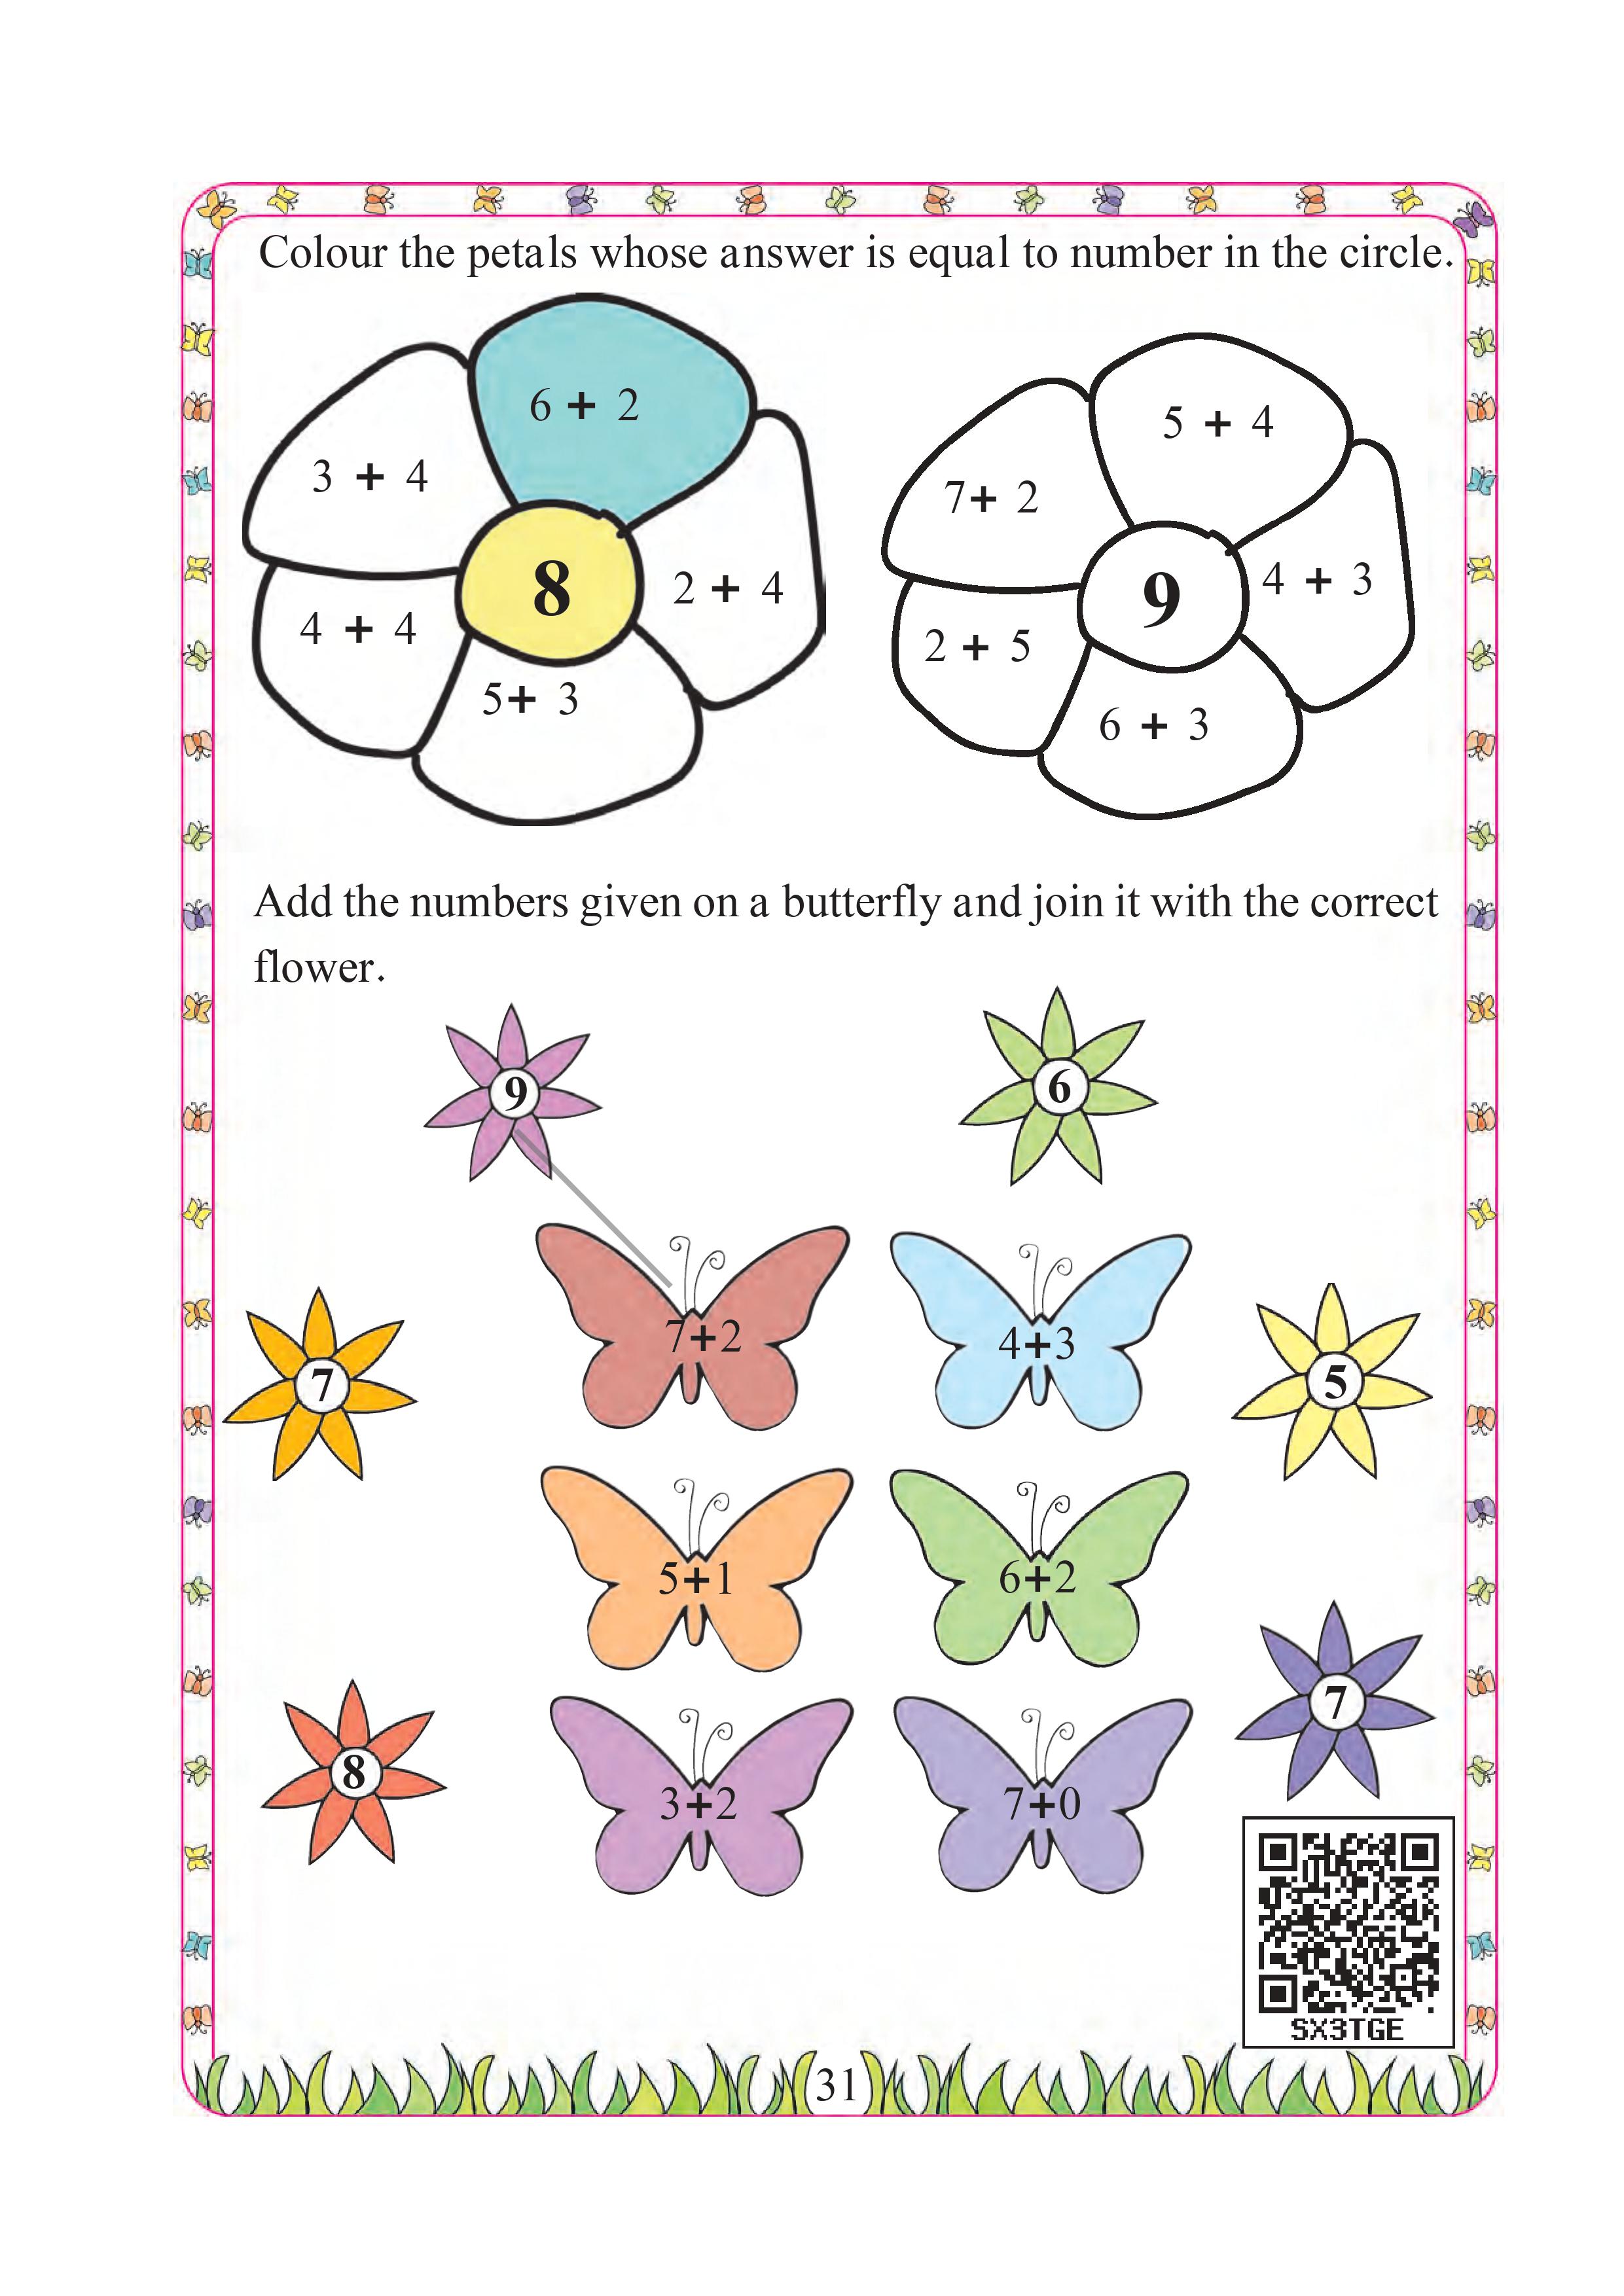 Colour the petals whose answer is equal to number in the circle.
6 + 2
3 + 4
8
2 + 4
4 + 4
5+ 3
5 + 4
7+ 2
9
4 + 3
2 + 5
6 + 3
Add the numbers given on a butterfly and join it with the correct
flower.
9
6
7+2
4+3
7
5
5+1
6+2
7
8
3+2
7+0
SX3TGE
31